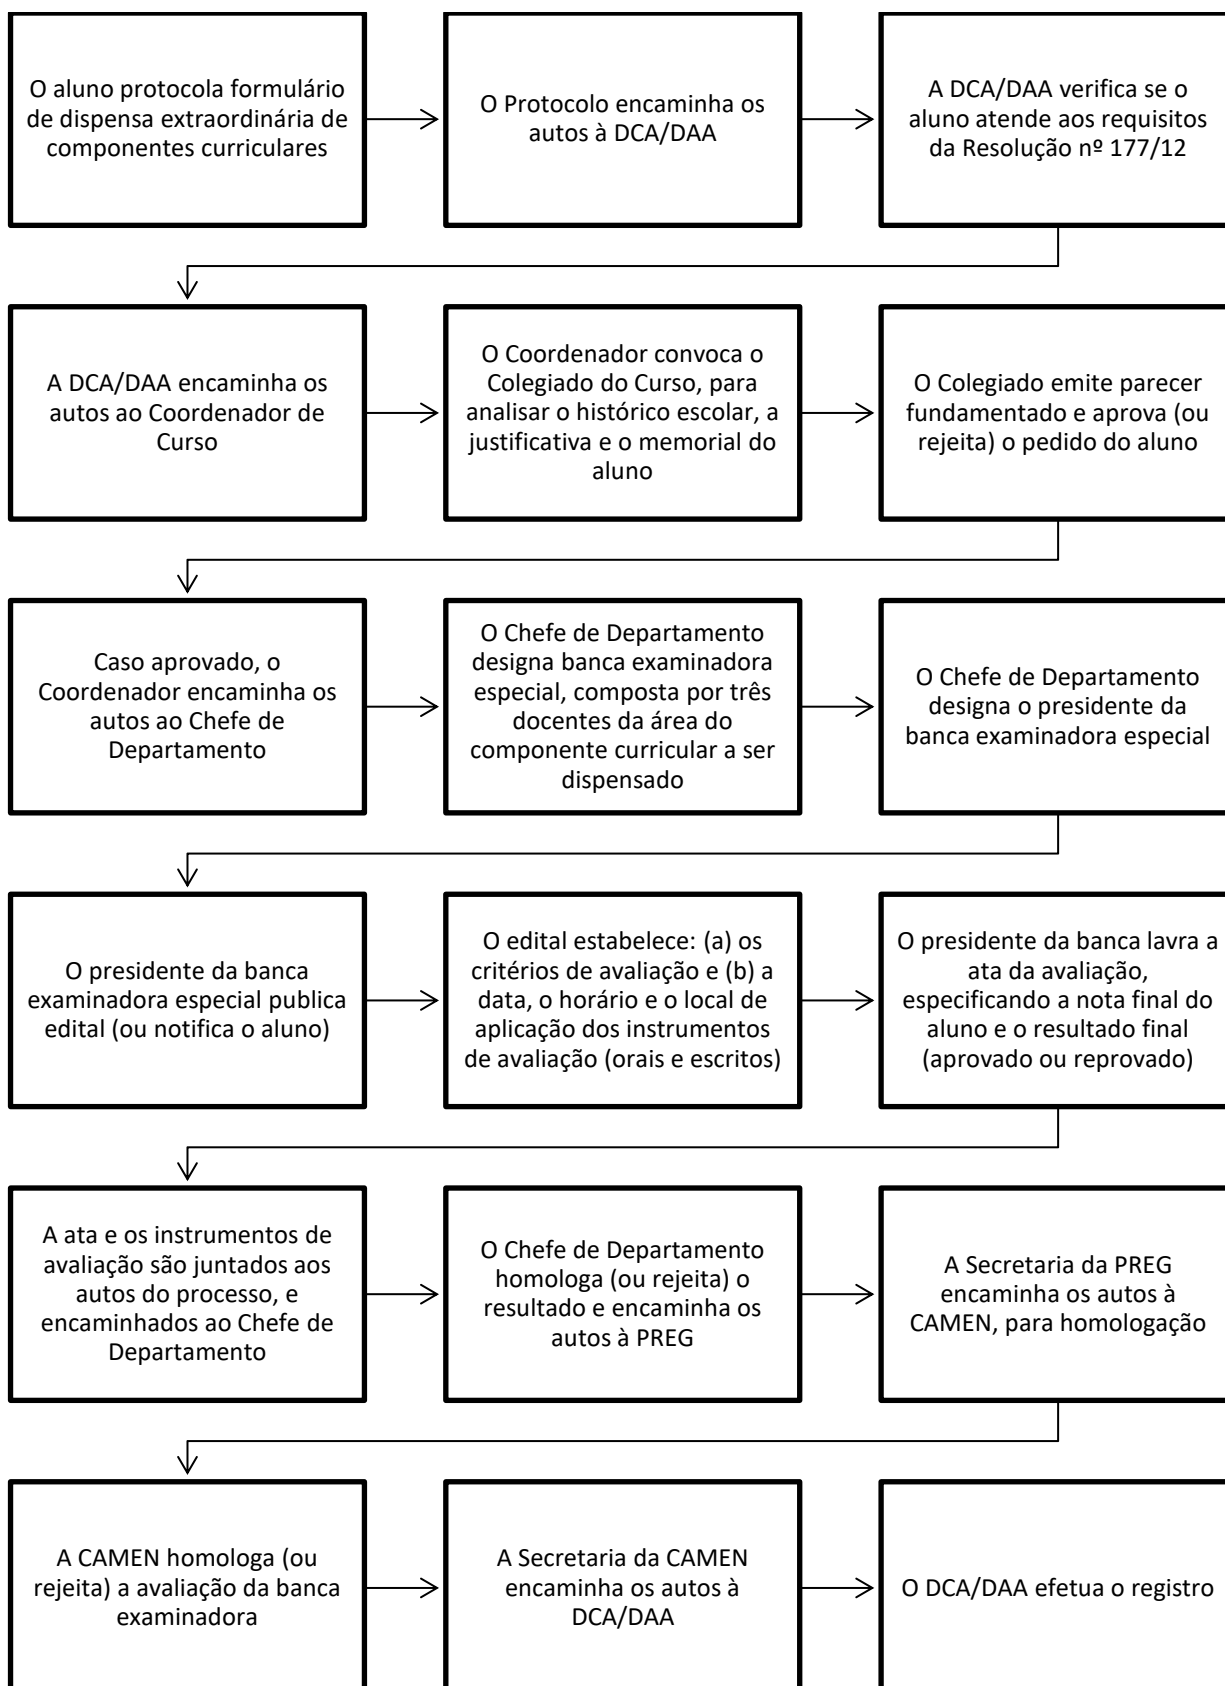 O aluno protocola formulário
de dispensa extraordinária de
componentes curriculares
O Protocolo encaminha os
autos à DCA/DAA
A DCA/DAA verifica se o
aluno atende aos requisitos
da Resolução nº 177/12
A DCA/DAA encaminha os
autos ao Coordenador de
Curso
O Coordenador convoca o
Colegiado do Curso, para
analisar o histórico escolar, a
justificativa e o memorial do
aluno
O Colegiado emite parecer
fundamentado e aprova (ou
rejeita) o pedido do aluno
Caso aprovado, o
Coordenador encaminha os
autos ao Chefe de
Departamento
O Chefe de Departamento
designa banca examinadora
especial, composta por três
docentes da área do
componente curricular a ser
dispensado
O Chefe de Departamento
designa o presidente da
banca examinadora especial
O presidente da banca
examinadora especial publica
edital (ou notifica o aluno)
O edital estabelece: (a) os
critérios de avaliação e (b) a
data, o horário e o local de
aplicação dos instrumentos
de avaliação (orais e escritos)
O presidente da banca lavra a
ata da avaliação,
especificando a nota final do
aluno e o resultado final
(aprovado ou reprovado)
A ata e os instrumentos de
avaliação são juntados aos
autos do processo, e
encaminhados ao Chefe de
Departamento
O Chefe de Departamento
homologa (ou rejeita) o
resultado e encaminha os
autos à PREG
A Secretaria da PREG
encaminha os autos à
CAMEN, para homologação
A CAMEN homologa (ou
rejeita) a avaliação da banca
examinadora
A Secretaria da CAMEN
encaminha os autos à
DCA/DAA
O DCA/DAA efetua o registro